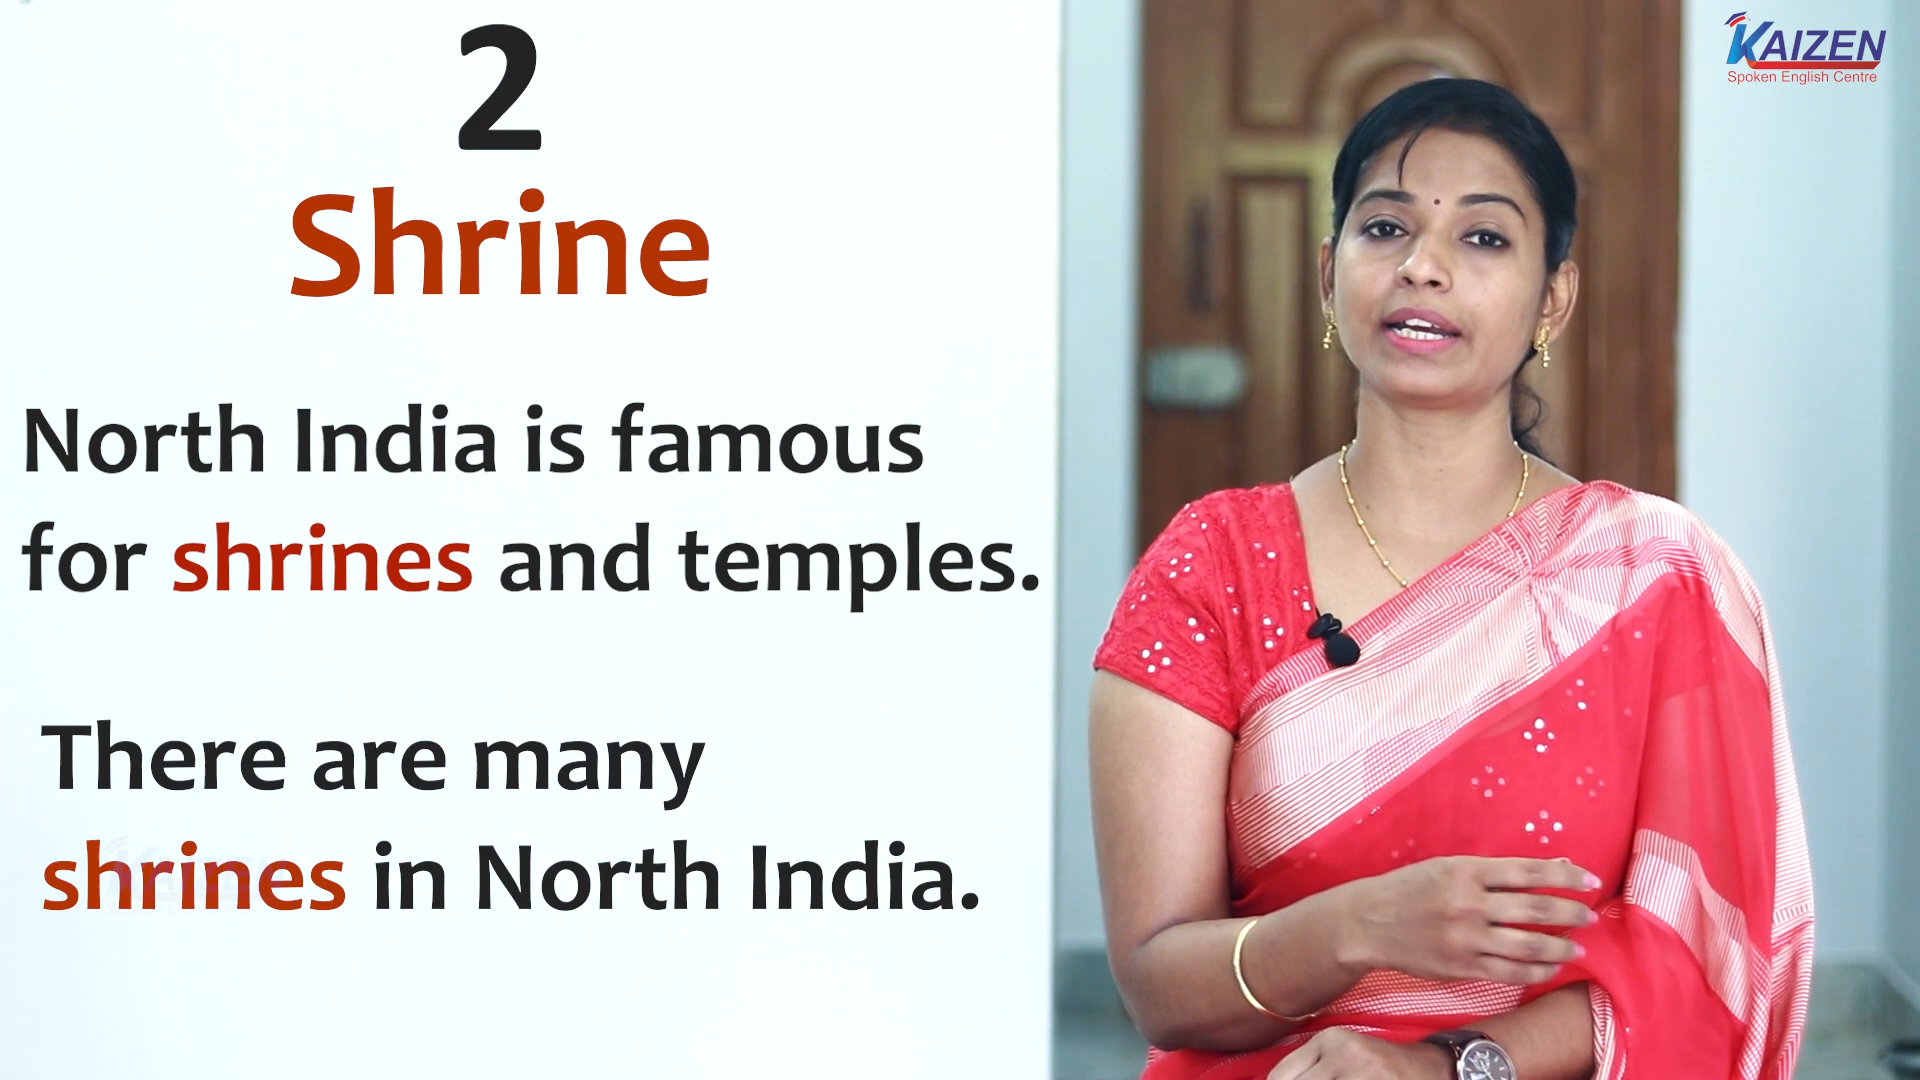 2
Shrine
North India is famous
for shrines and temples.
There are many
shrines in North India.
KAIZEN
Spoken English Centre